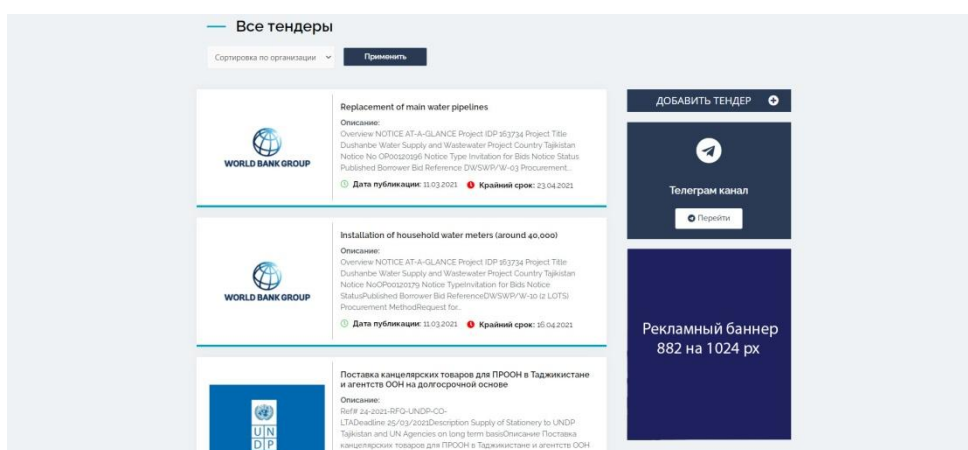 Все тендеры
Сортировка по организации
Применить
WORLD BANK GROUP
Replacement of main water pipelines
Описание:
Overview NOTICE AT-A-GLANCE Project IDP 163734 Project Title
Dushanbe Water Supply and Wastewater Project Country Tajikistan
Notice No OP00120196 Notice Type Invitation for Bids Notice Status
Published Borrower Bid Reference DWSWP/W-03 Procurement...
Дата публикации: 11.03.2021 Крайний срок: 23.04.2021
WORLD BANK GROUP
Installation of household water meters (around 40,000)
Описание:
Overview NOTICE AT-A-GLANCE Project IDP 163734 Project Title
Dushanbe Water Supply and Wastewater Project Country Tajikistan
Notice NoOP00120179 Notice TypeInvitation for Bids Notice
StatusPublished Borrower Bid ReferenceDWSWP/W-10 (2 LOTS)
Procurement MethodRequest for...
Дата публикации: 11.03.2021 Крайний срок: 16.04.2021
U N
D P
Поставка канцелярских товаров для ПРООН в Таджикистане
и агентств ООН на долгосрочной основе
Описание:
Ref# 24-2021-RFQ-UNDP-CO-
LTADeadline 25/03/2021Description Supply of Stationery to UNDP
Tajikistan and UN Agencies on long term basisОписание Поставка
канцелярских товаров для ПРООН в Таджикистане и агентств ООН
ДОБАВИТЬ ТЕНДЕР
Телеграм канал
Перейти
Рекламный баннер
882 на 1024 px